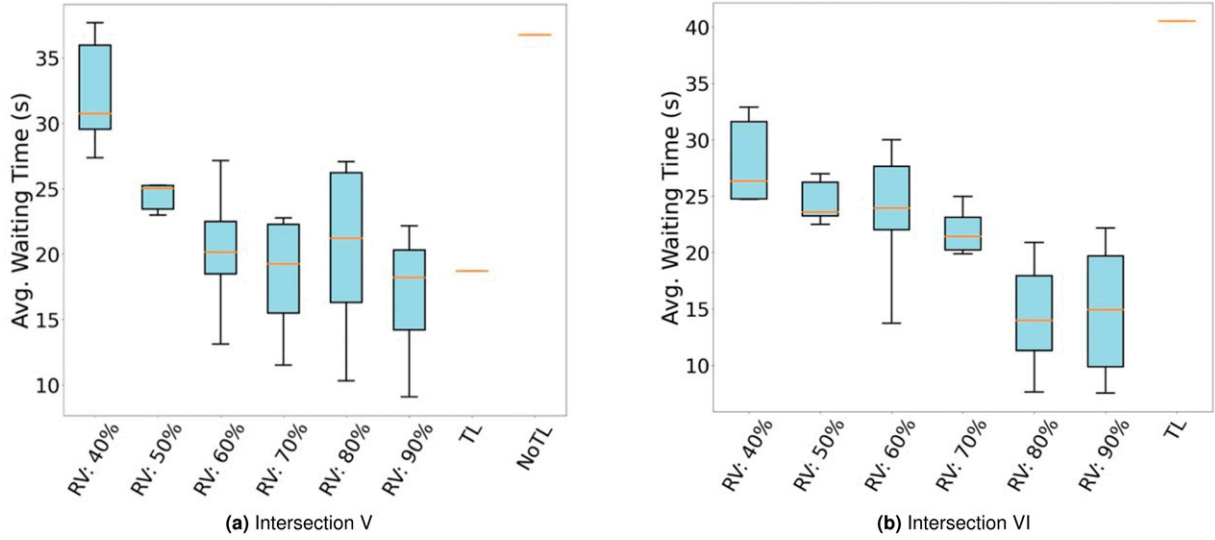 Avg. Waiting Time (s)
35
30
25
20
15
10
RV: 40%
RV: 50%
RV: 60%
RV: 70%
RV: 80%
RV: 90%
TL
NoTL
(a) Intersection V
Avg. Waiting Time (s)
40
35
30
25
20
15
10
RV: 40%
RV: 50%
RV: 60%
RV: 70%
RV: 80%
RV: 90%
TL
(b) Intersection VI